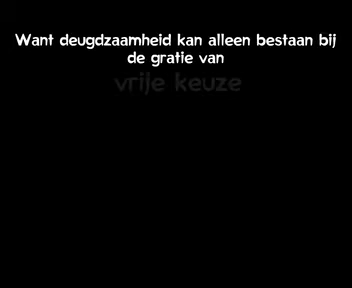 Want deugdzaamheid kan alleen bestaan bij
de gratie van
vrije keuze